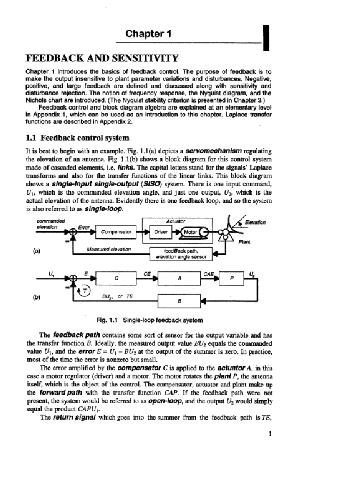 Chapter 1
FEEDBACK AND SENSITIVITY
Chapter 1 introduces the basics of feedback control. The purpose of feedback is to
make the output insensitive to plant parameter variations and disturbances. Negative,
positive, and large feedback are defined and discussed along with sensitivity and
disturbance rejection. The notion of frequency response, the Nyquist diagram, and the
Nichols chart are introduced. (The Nyquist stability criterion is presented in Chapter 3.)
Feedback control and block diagram algebra are explained at an elementary level
in Appendix 1, which can be used as an introduction to this chapter. Laplace transfer
functions are described in Appendix 2.
1.1 Feedback control system
It is best to begin with an example. Fig. 1.1(a) depicts a servomechanism regulating
the elevation of an antenna. Fig 1.1(b) shows a block diagram for this control system
made of cascaded elements, i.e. links. The capital letters stand for the signals' Laplace
transforms and also for the transfer functions of the linear links. This block diagram
shows a single-input single-output (SISO) system. There is one input command,
U₁, which is the commanded elevation angle, and just one output, U₂, which is the
actual elevation of the antenna. Evidently there is one feedback loop, and so the system
is also referred to as single-loop.
commanded
elevation
Error
Compensator
Actuator
Driver
Motor
Elevation
Plant
(a)
Measured elevation
feedback path,
elevation angle sensor
U₁
E
C
CE
A
CAE
P
U₂
(b)
T
BU₂, or TE
B
Fig. 1.1 Single-loop feedback system
The feedback path contains some sort of sensor for the output variable and has
the transfer function B. Ideally, the measured output value BU₂ equals the commanded
value U₁, and the error E = U₁ – BU₂ at the output of the summer is zero. In practice,
most of the time the error is nonzero but small.
The error amplified by the compensator C is applied to the actuator A, in this
case a motor regulator (driver) and a motor. The motor rotates the plant P, the antenna
itself, which is the object of the control. The compensator, actuator and plant make up
the forward path with the transfer function CAP. If the feedback path were not
present, the system would be referred to as open-loop, and the output U₂ would simply
equal the product CAPU₁.
The return signal which goes into the summer from the feedback path is TE,
1